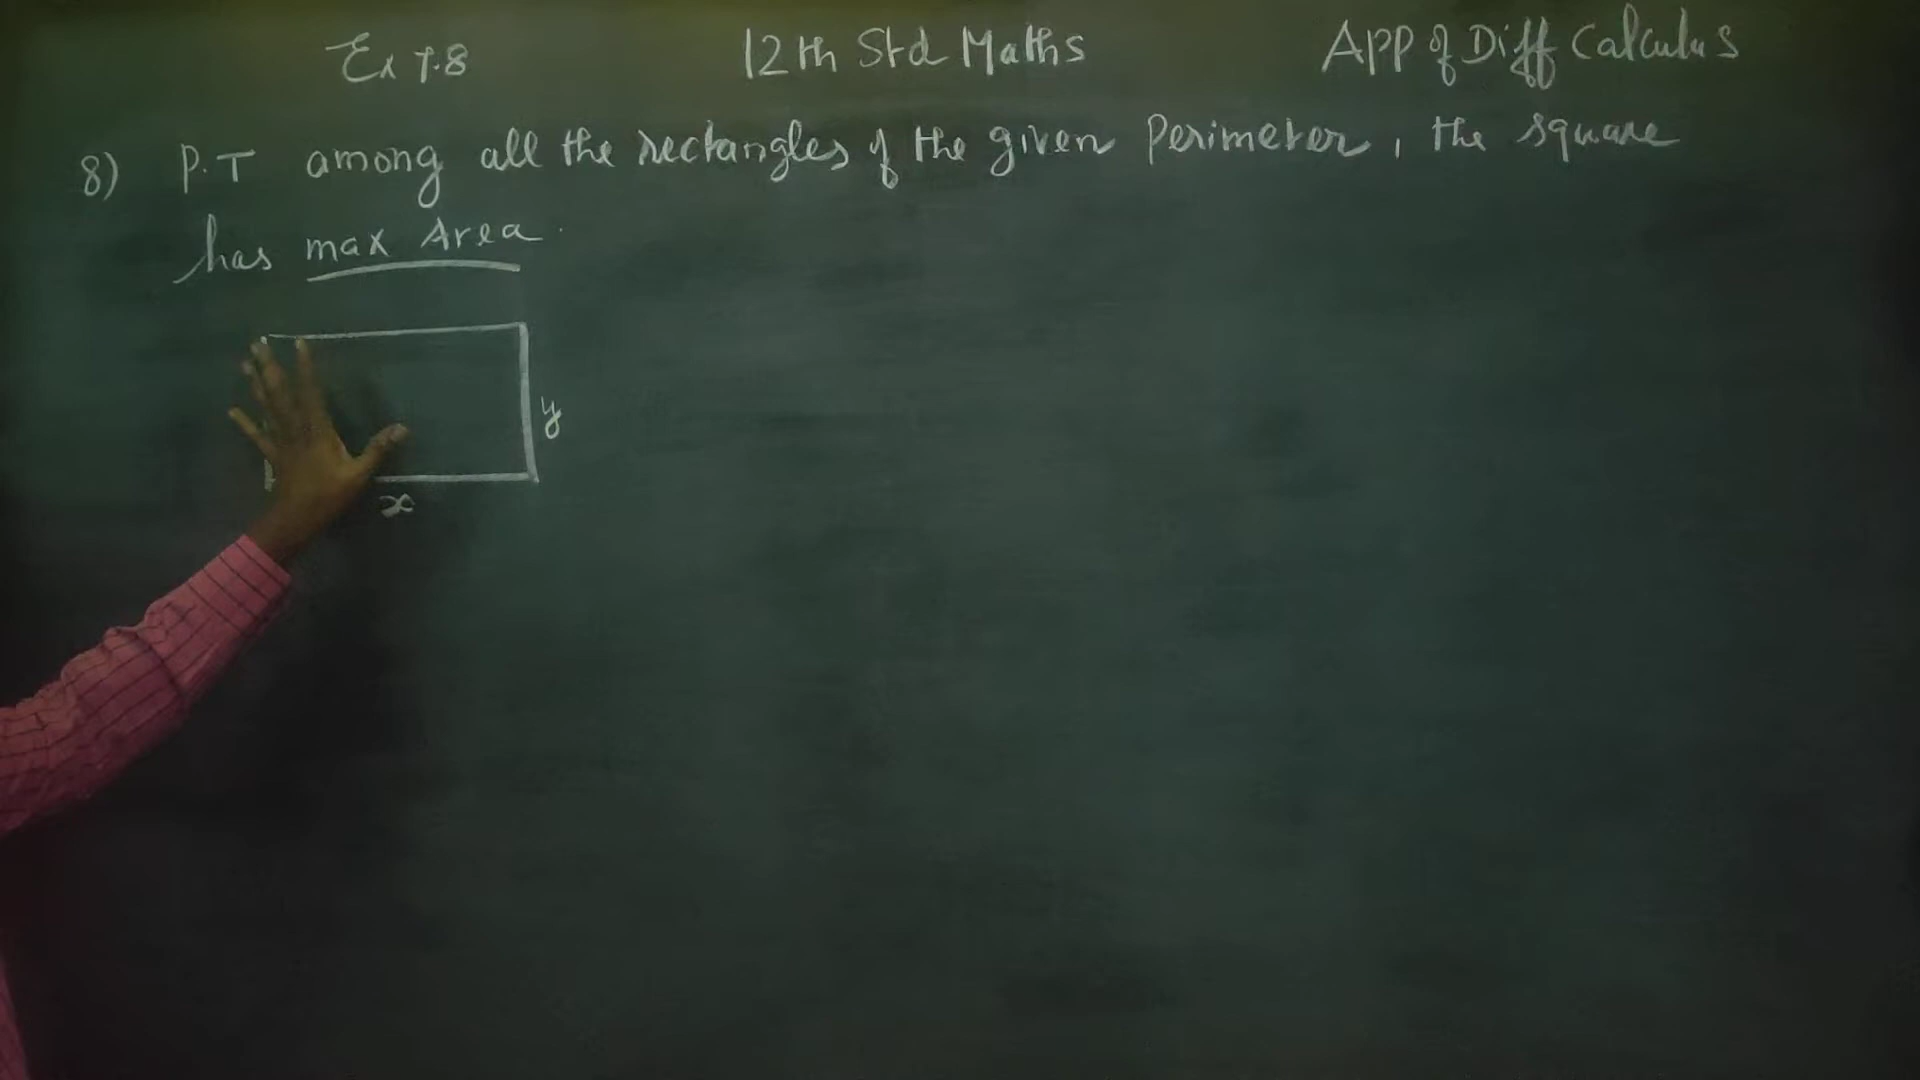 Ex 7.8 12th Std Maths App of Diff Calculus
8) P.T among all the rectangles of the given Perimeter, the square
has max Area.
y
x